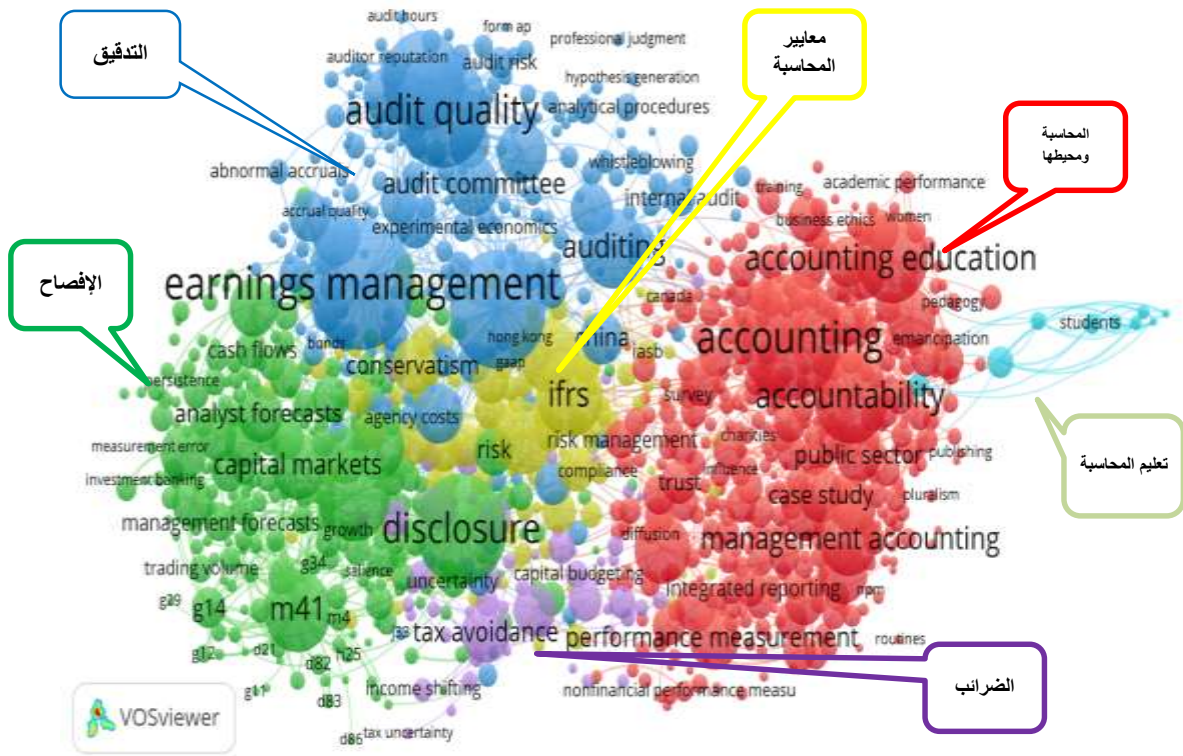 audit hours
form ap
professional judgment
معايير
المحاسبة
التدقيق
auditor reputation
audit risk
hypothesis generation
audit quality
analytical procedures
المحاسبة
ومحيطها
abnormal accruals
audit committee
whistleblowing
training
academic performance
internal audit
accrual quality
experimental economics
business ethics
women
auditing
accounting education
earnings management
الإفصاح
canada
pedagogy
students
hong kong
china
iasb
accounting
emancipation
cash flows
bonds
conservatism
gaap
persistence
ifrs
survey
accountability
analyst forecasts
agency costs
measurement error
risk
risk management
charities
public sector
publishing
تعليم المحاسبة
capital markets
compliance
influence
investment banking
trust
case study
pluralism
management forecasts
growth
disclosure
diffusion
management accounting
trading volume
g34
salience
uncertainty
capital budgeting
integrated reporting
mpm
g29
g14
m41
m4
j33
tax avoidance
performance measurement
routines
g12
d21
d82
h25
الضرائب
g11
d83
income shifting
nonfinancial performance measu
VOSviewer
d86
tax uncertainty